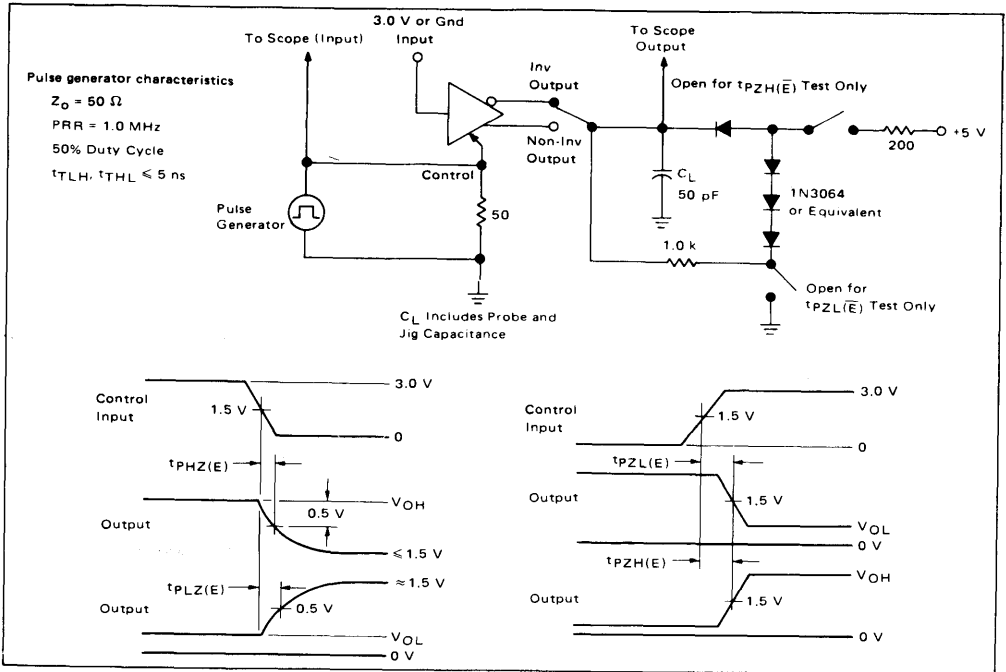 3.0 V or Gnd
Input
To Scope (Input)
To Scope
Output
Pulse generator characteristics
Zo = 50 Ω
PRR = 1.0 MHz
50% Duty Cycle
tTLH, tTHL ≤ 5 ns
Inv
Output
Open for tPZH(E̅) Test Only
+5 V
200
Non-Inv
Output
Control
CL
50 pF
1N3064
or Equivalent
Pulse
Generator
50
1.0 k
Open for
tPZL(E̅) Test Only
CL Includes Probe and
Jig Capacitance
Control
Input
3.0 V
1.5 V
0
tPHZ(E)
Output
VOH
0.5 V
≤ 1.5 V
tPLZ(E)
≈ 1.5 V
Output
0.5 V
VOL
0 V
Control
Input
3.0 V
1.5 V
0
tPZL(E)
Output
1.5 V
VOL
0 V
tPZH(E)
VOH
Output
1.5 V
0 V